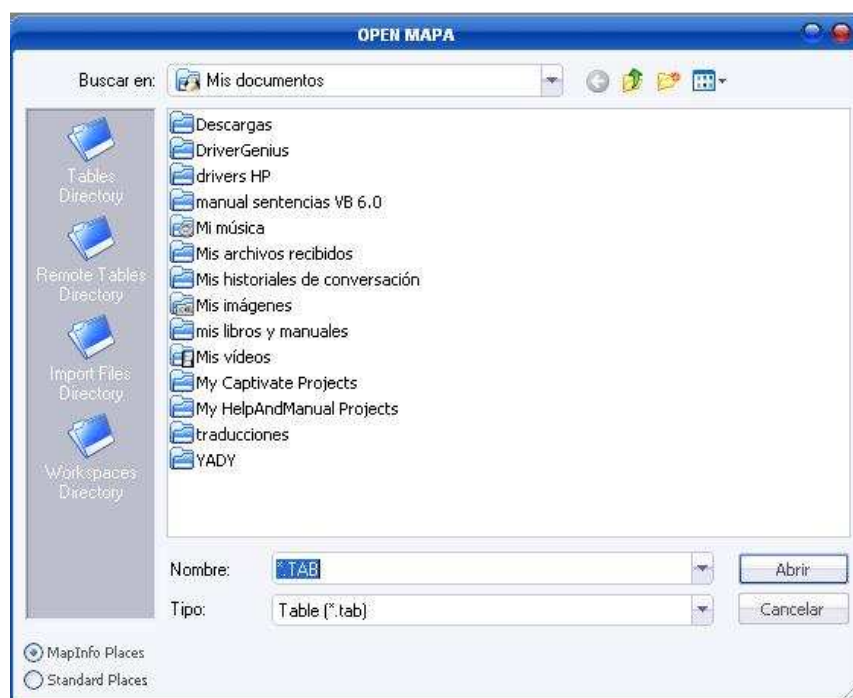 OPEN MAPA
Buscar en:
Mis documentos
Tables
Directory
Remote Tables
Directory
Import Files
Directory
Workspaces
Directory
Descargas
DriverGenius
drivers HP
manual sentencias VB 6.0
Mi música
Mis archivos recibidos
Mis historiales de conversación
Mis imágenes
mis libros y manuales
Mis vídeos
My Captivate Projects
My HelpAndManual Projects
traducciones
YADY
Nombre:
*.TAB
Abrir
Tipo:
Table (*.tab)
Cancelar
MapInfo Places
Standard Places